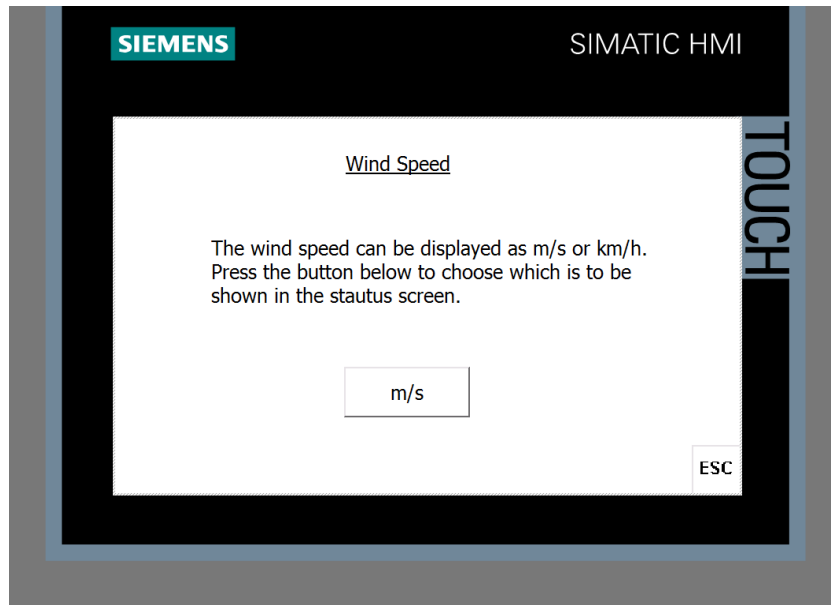 SIEMENS
SIMATIC HMI
TOUCH
Wind Speed
The wind speed can be displayed as m/s or km/h.
Press the button below to choose which is to be
shown in the stautus screen.
m/s
ESC